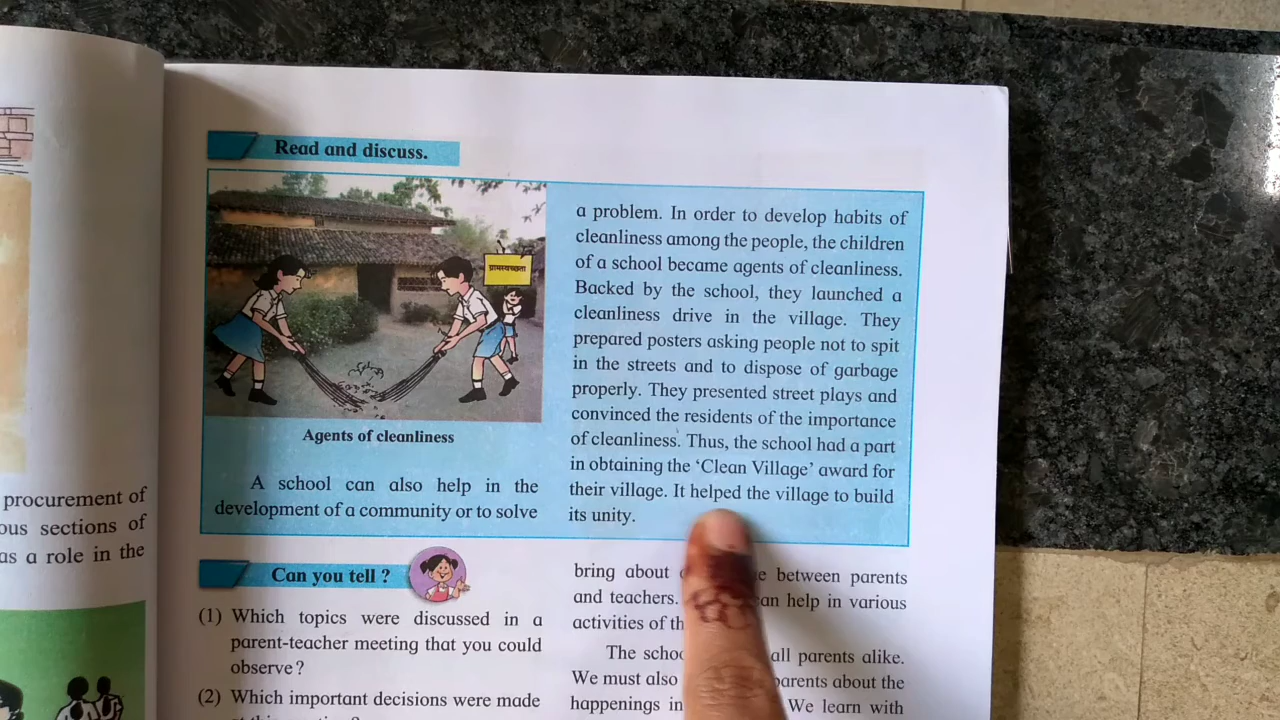 procurement of
ous sections of
as a role in the
Read and discuss.
ग्रामस्वच्छता
Agents of cleanliness
A school can also help in the
development of a community or to solve
a problem. In order to develop habits of
cleanliness among the people, the children
of a school became agents of cleanliness.
Backed by the school, they launched a
cleanliness drive in the village. They
prepared posters asking people not to spit
in the streets and to dispose of garbage
properly. They presented street plays and
convinced the residents of the importance
of cleanliness. Thus, the school had a part
in obtaining the ‘Clean Village’ award for
their village. It helped the village to build
its unity.
Can you tell ?
(1) Which topics were discussed in a
parent-teacher meeting that you could
observe?
(2) Which important decisions were made
bring about between parents
and teachers. can help in various
activities of
The all parents alike.
We must also parents about the
happenings in We learn with